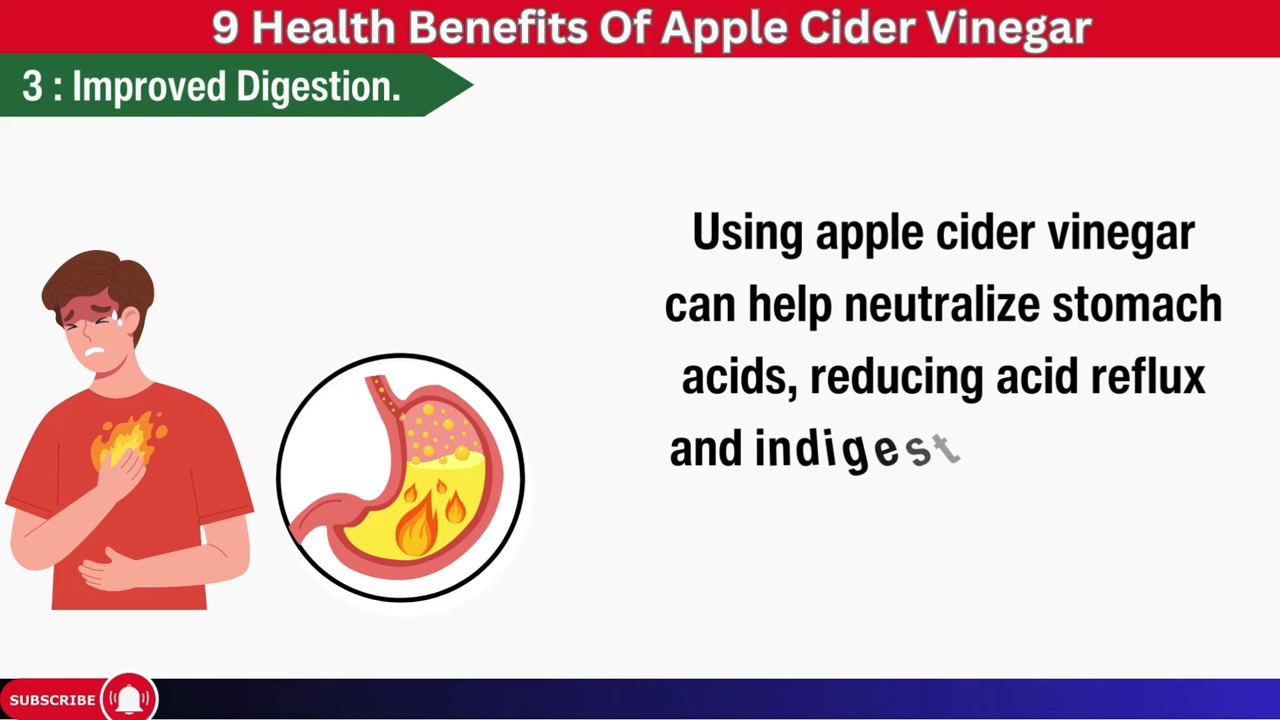 9 Health Benefits Of Apple Cider Vinegar
3 : Improved Digestion.
Using apple cider vinegar
can help neutralize stomach
acids, reducing acid reflux
and indigest
SUBSCRIBE